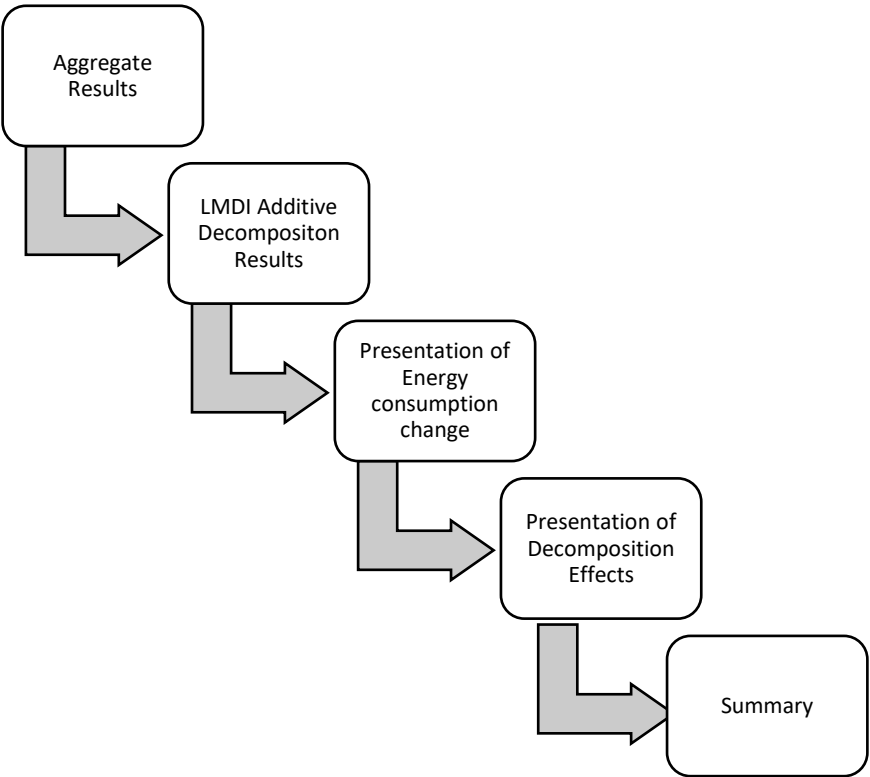 Aggregate
Results
LMDI Additive
Decompositon
Results
Presentation of
Energy
consumption
change
Presentation of
Decomposition
Effects
Summary